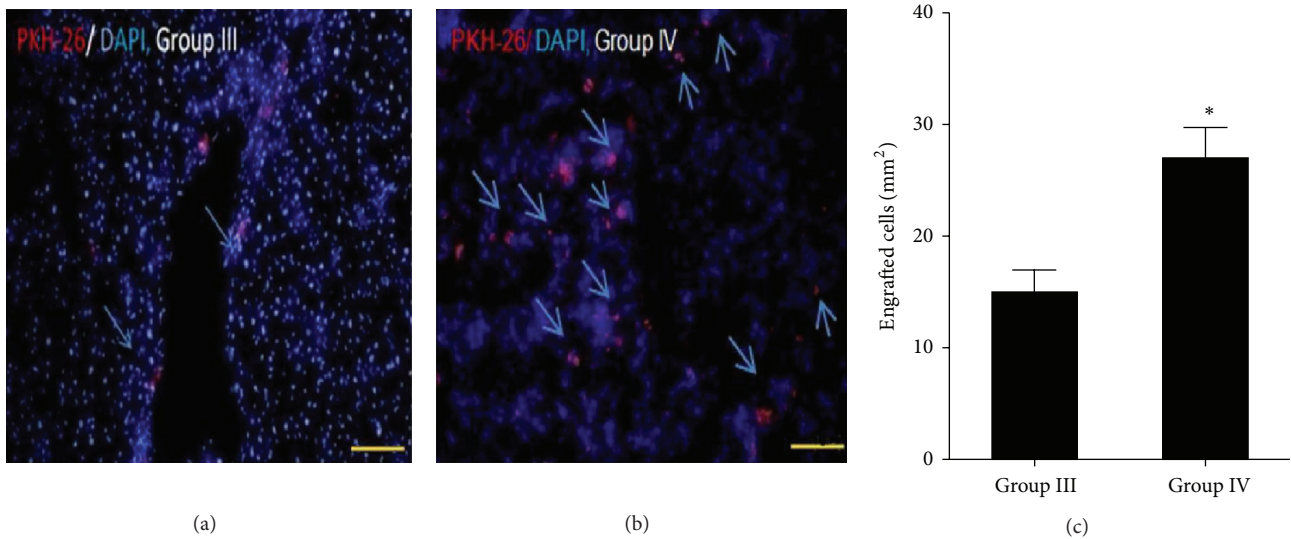 PKH-26/ DAPI, Group III
(a)
PKH-26/DAPI, Group IV
(b)
Engrafted cells (mm²)
40
30
20
10
0
*
Group III
Group IV
(c)